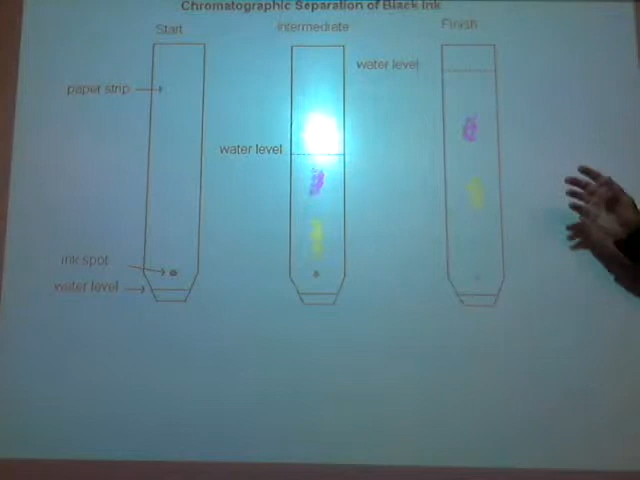 Chromatographic Separation of Black Ink
Start
Intermediate
Finish
water level
paper strip
water level
ink spot
water level